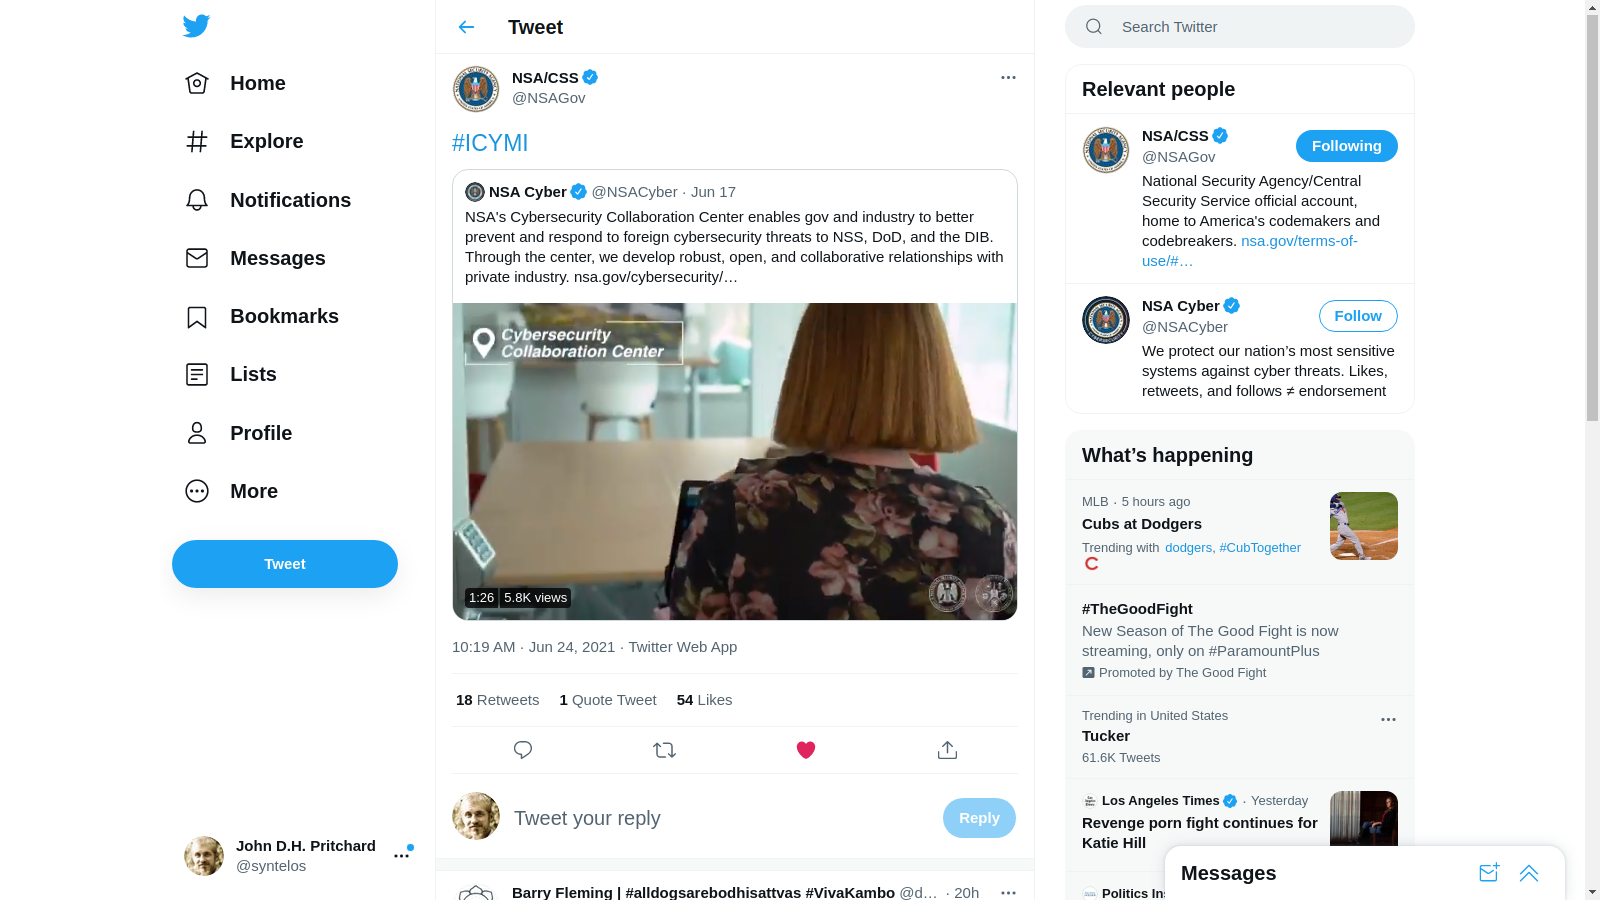 Home
Explore
Notifications
Messages
Bookmarks
Lists
Profile
More
Tweet
John D.H. Pritchard
@syntelos
Tweet
NSA/CSS
@NSAGov
#ICYMI
NSA Cyber @NSACyber · Jun 17
NSA's Cybersecurity Collaboration Center enables gov and industry to better
prevent and respond to foreign cybersecurity threats to NSS, DoD, and the DIB.
Through the center, we develop robust, open, and collaborative relationships with
private industry. nsa.gov/cybersecurity/…
Cybersecurity
Collaboration Center
1:26 5.8K views
10:19 AM · Jun 24, 2021 · Twitter Web App
18 Retweets 1 Quote Tweet 54 Likes
Tweet your reply
Reply
Barry Fleming | #alldogsarebodhisattvas #VivaKambo @d… · 20h
Search Twitter
Relevant people
NSA/CSS
@NSAGov
Following
National Security Agency/Central
Security Service official account,
home to America's codemakers and
codebreakers. nsa.gov/terms-of-
use/#…
NSA Cyber
@NSACyber
Follow
We protect our nation’s most sensitive
systems against cyber threats. Likes,
retweets, and follows ≠ endorsement
What’s happening
MLB · 5 hours ago
Cubs at Dodgers
Trending with dodgers, #CubTogether
#TheGoodFight
New Season of The Good Fight is now
streaming, only on #ParamountPlus
Promoted by The Good Fight
Trending in United States
Tucker
61.6K Tweets
Los Angeles Times · Yesterday
Revenge porn fight continues for
Katie Hill
Politics In
Messages